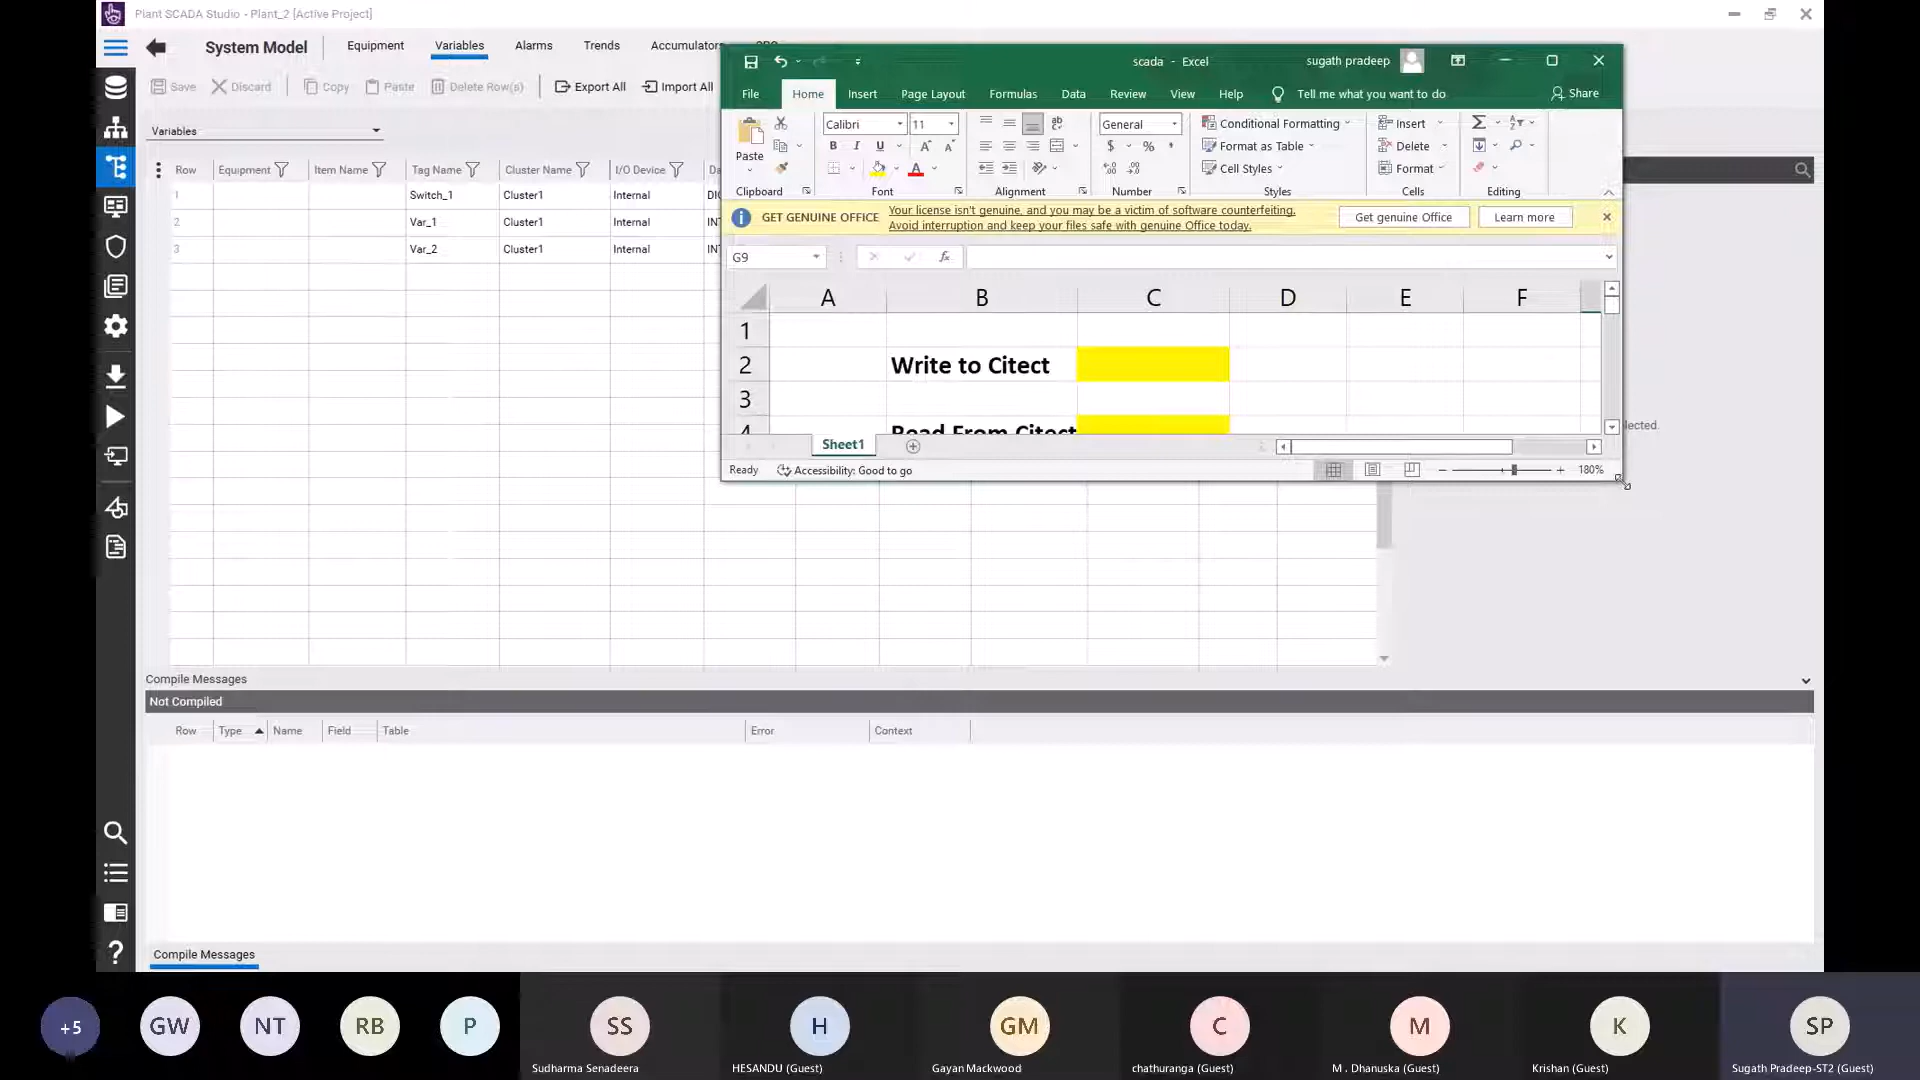 Plant SCADA Studio - Plant_2 [Active Project]
System Model
Equipment
Variables
Alarms
Trends
Accumulators
Save
Discard
Copy
Paste
Delete Row(s)
Export All
Import All
Variables
Row
Equipment
Item Name
Tag Name
Cluster Name
I/O Device
1
Switch_1
Cluster1
Internal
2
Var_1
Cluster1
Internal
3
Var_2
Cluster1
Internal
scada - Excel
sugath pradeep
File
Home
Insert
Page Layout
Formulas
Data
Review
View
Help
Tell me what you want to do
Share
Paste
Calibri
11
B I U
General
$ % ,
Conditional Formatting
Format as Table
Cell Styles
Insert
Delete
Format
Clipboard
Font
Alignment
Number
Styles
Cells
Editing
GET GENUINE OFFICE
Your license isn't genuine, and you may be a victim of software counterfeiting.
Avoid interruption and keep your files safe with genuine Office today.
Get genuine Office
Learn more
G9
fx
A B C D E F
1
2
Write to Citect
3
4
Read From Citect
Sheet1
Ready
Accessibility: Good to go
180%
Compile Messages
Not Compiled
Row
Type
Name
Field
Table
Error
Context
Compile Messages
+5
GW
NT
RB
P
SS
H
GM
C
M
K
SP
Sudharma Senadeera
HESANDU (Guest)
Gayan Mackwood
chathuranga (Guest)
M . Dhanuska (Guest)
Krishan (Guest)
Sugath Pradeep-ST2 (Guest)